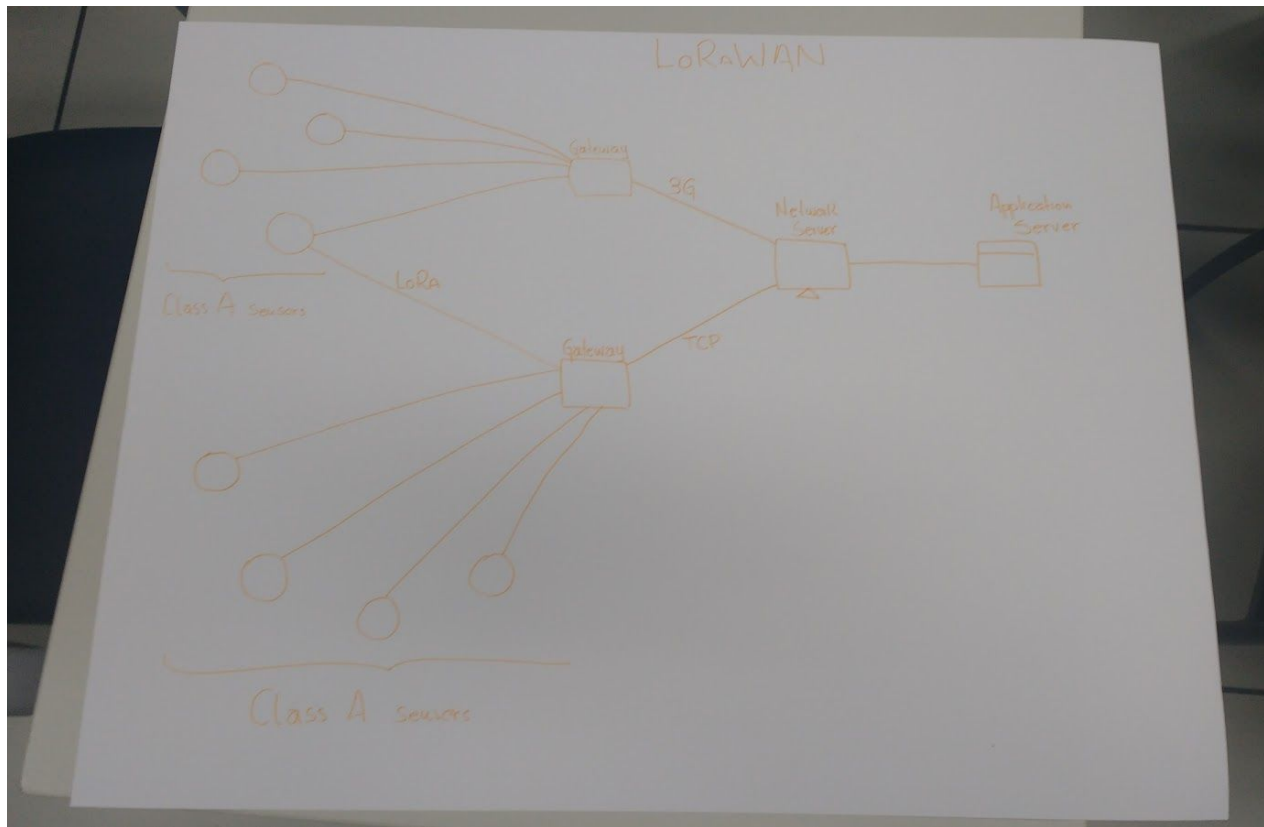 LoRaWAN
Gateway
3G
Network
Server
Application
Server
LoRa
Class A sensors
Gateway
TCP
Class A sensors